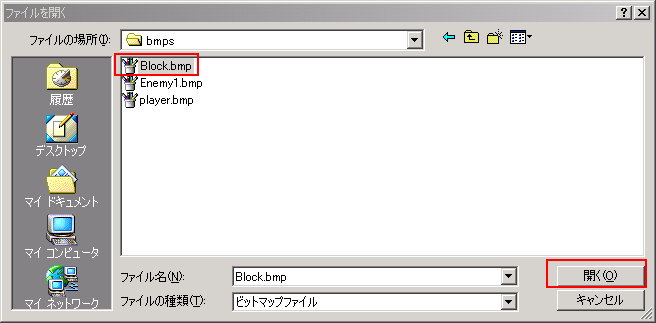 ファイルを開く
ファイルの場所(I):
bmps
Block.bmp
Enemy1.bmp
player.bmp
履歴
デスクトップ
マイ ドキュメント
マイ コンピュータ
マイ ネットワーク
ファイル名(N):
Block.bmp
開く(O)
ファイルの種類(T):
ビットマップファイル
キャンセル